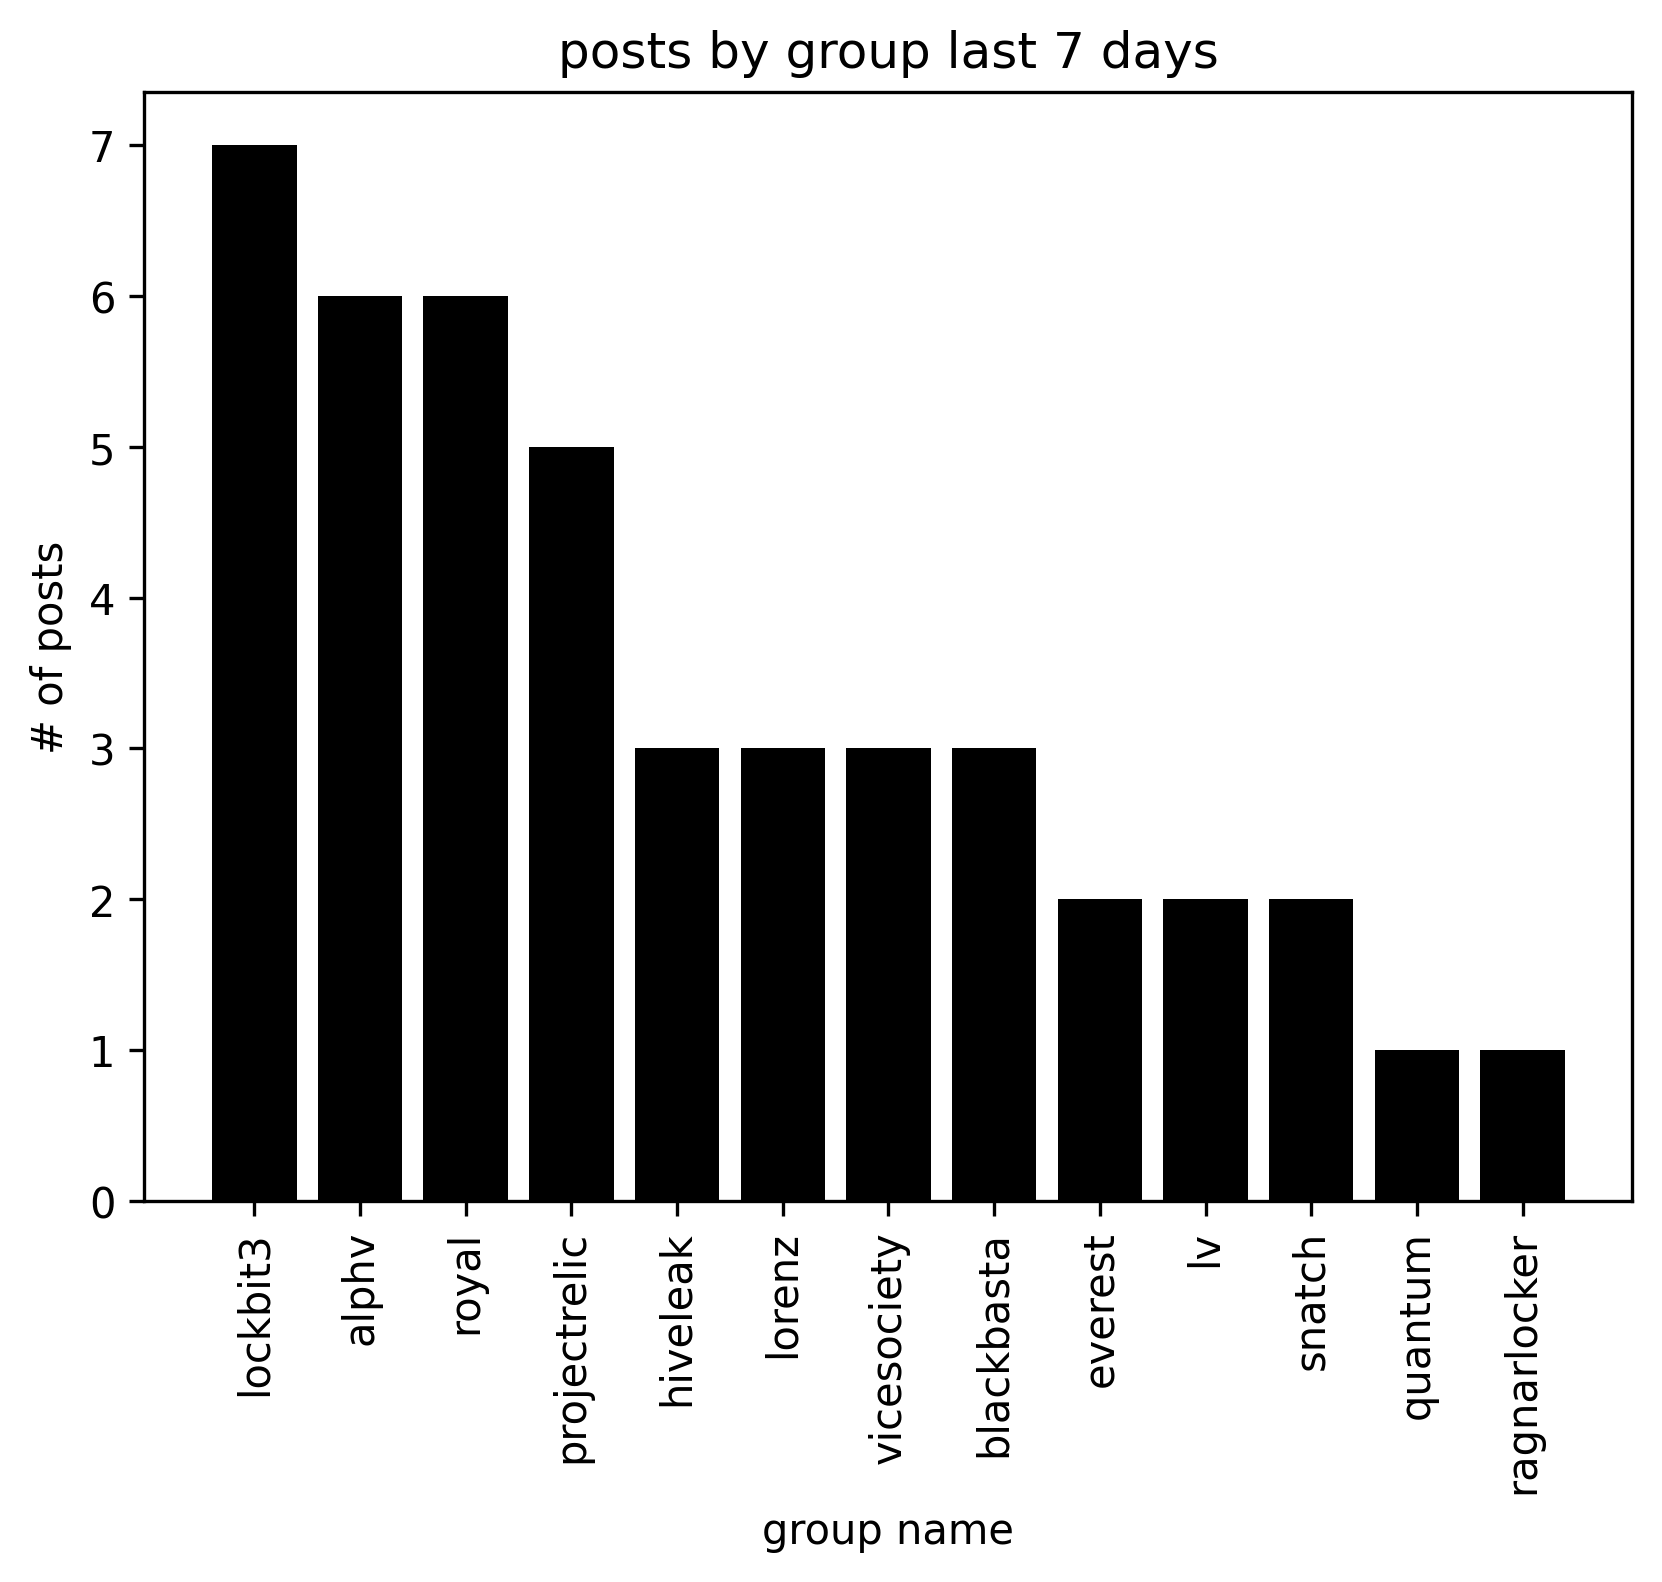 posts by group last 7 days
# of posts
7
6
5
4
3
2
1
0
lockbit3
alphv
royal
projectrelic
hiveleak
lorenz
vicesociety
blackbasta
everest
lv
snatch
quantum
ragnarlocker
group name